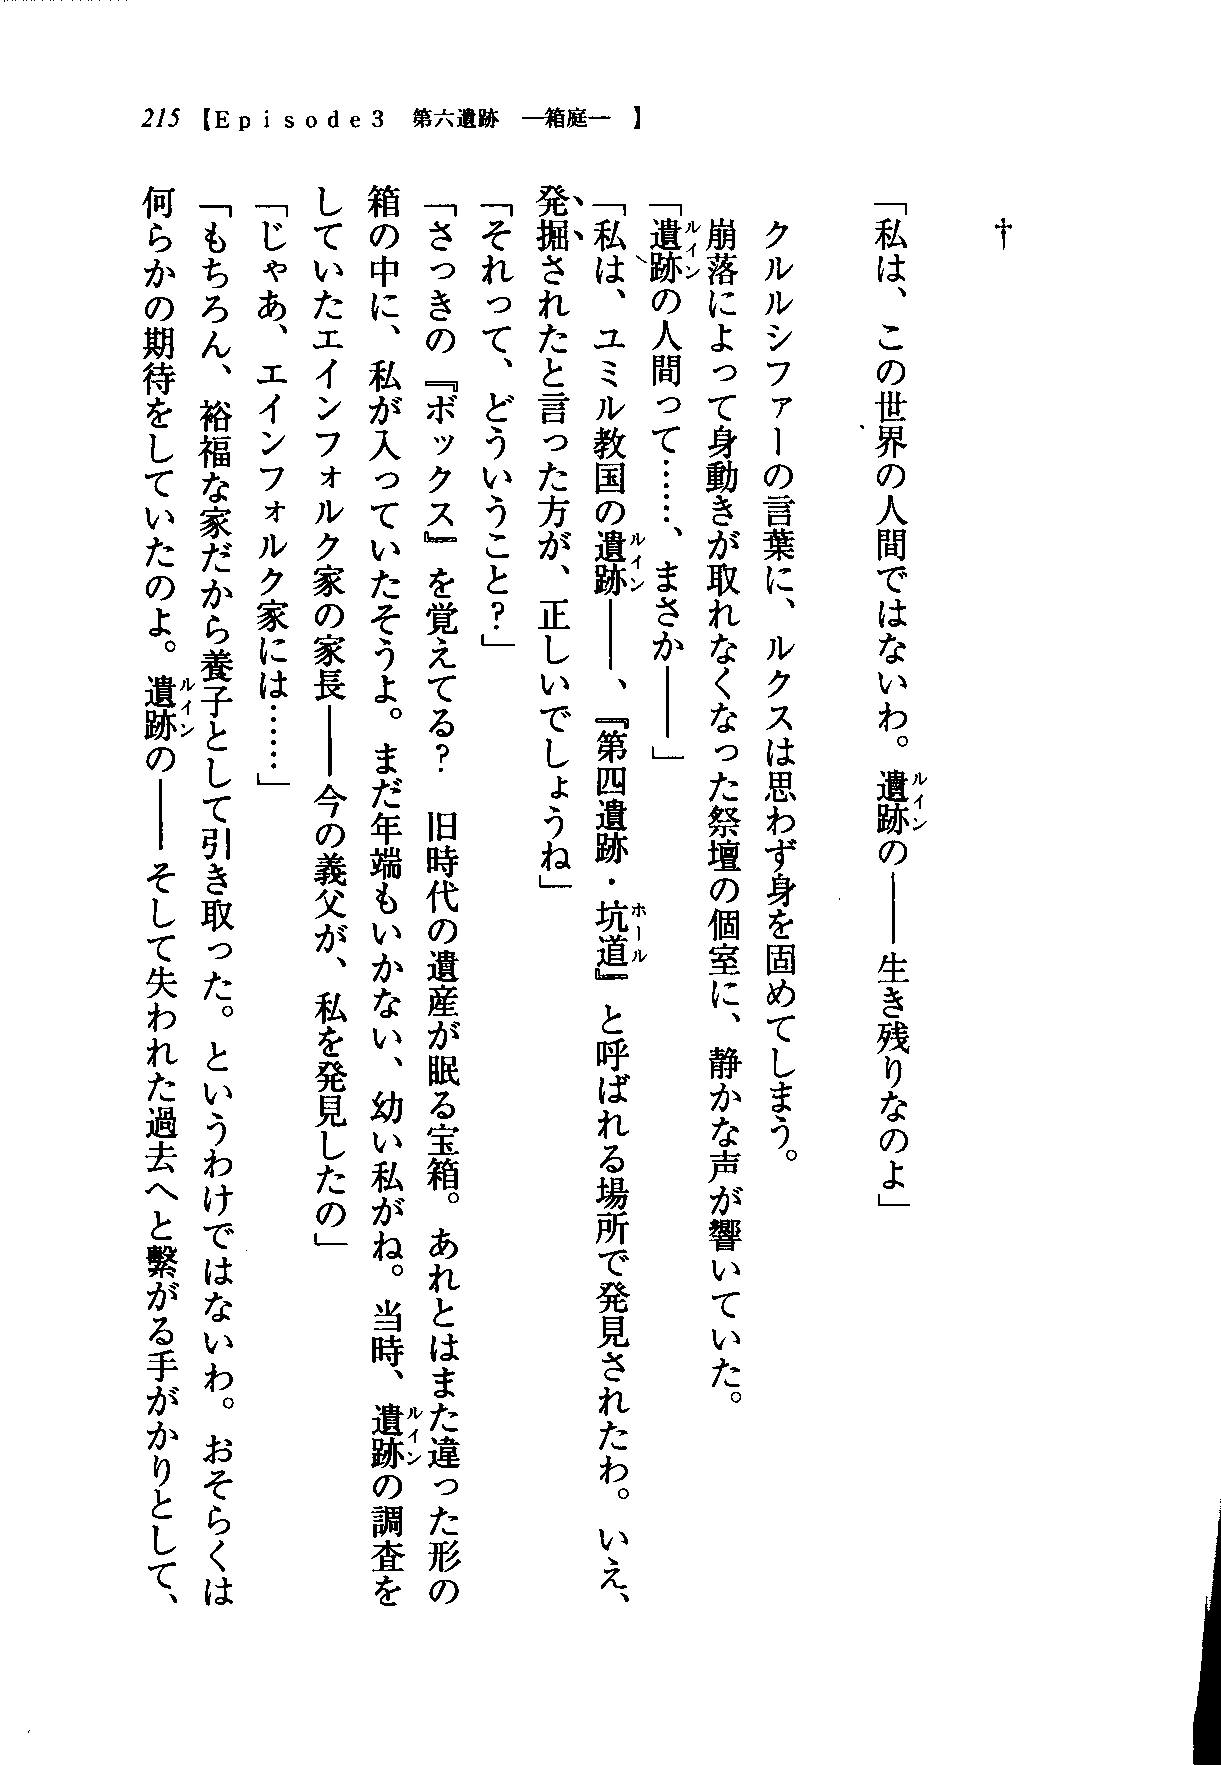 215 【Episode3　第六遺跡　―箱庭―　】
†
「私は、この世界の人間ではないわ。遺跡の――生き残りなのよ」
クルルシファーの言葉に、ルクスは思わず身を固めてしまう。
崩落によって身動きが取れなくなった祭壇の個室に、静かな声が響いていた。
「遺跡の人間って……、まさか――」
「私は、ユミル教国の遺跡――、『第四遺跡・坑道』と呼ばれる場所で発見されたわ。いえ、
発掘されたと言った方が、正しいでしょうね」
「それって、どういうこと？」
「さっきの『ボックス』を覚えてる？　旧時代の遺産が眠る宝箱。あれとはまた違った形の
箱の中に、私が入っていたそうよ。まだ年端もいかない、幼い私がね。当時、遺跡の調査を
していたエインフォルク家の家長――今の義父が、私を発見したの」
「じゃあ、エインフォルク家には……」
「もちろん、裕福な家だから養子として引き取った。というわけではないわ。おそらくは
何らかの期待をしていたのよ。遺跡の――そして失われた過去へと繫がる手がかりとして、